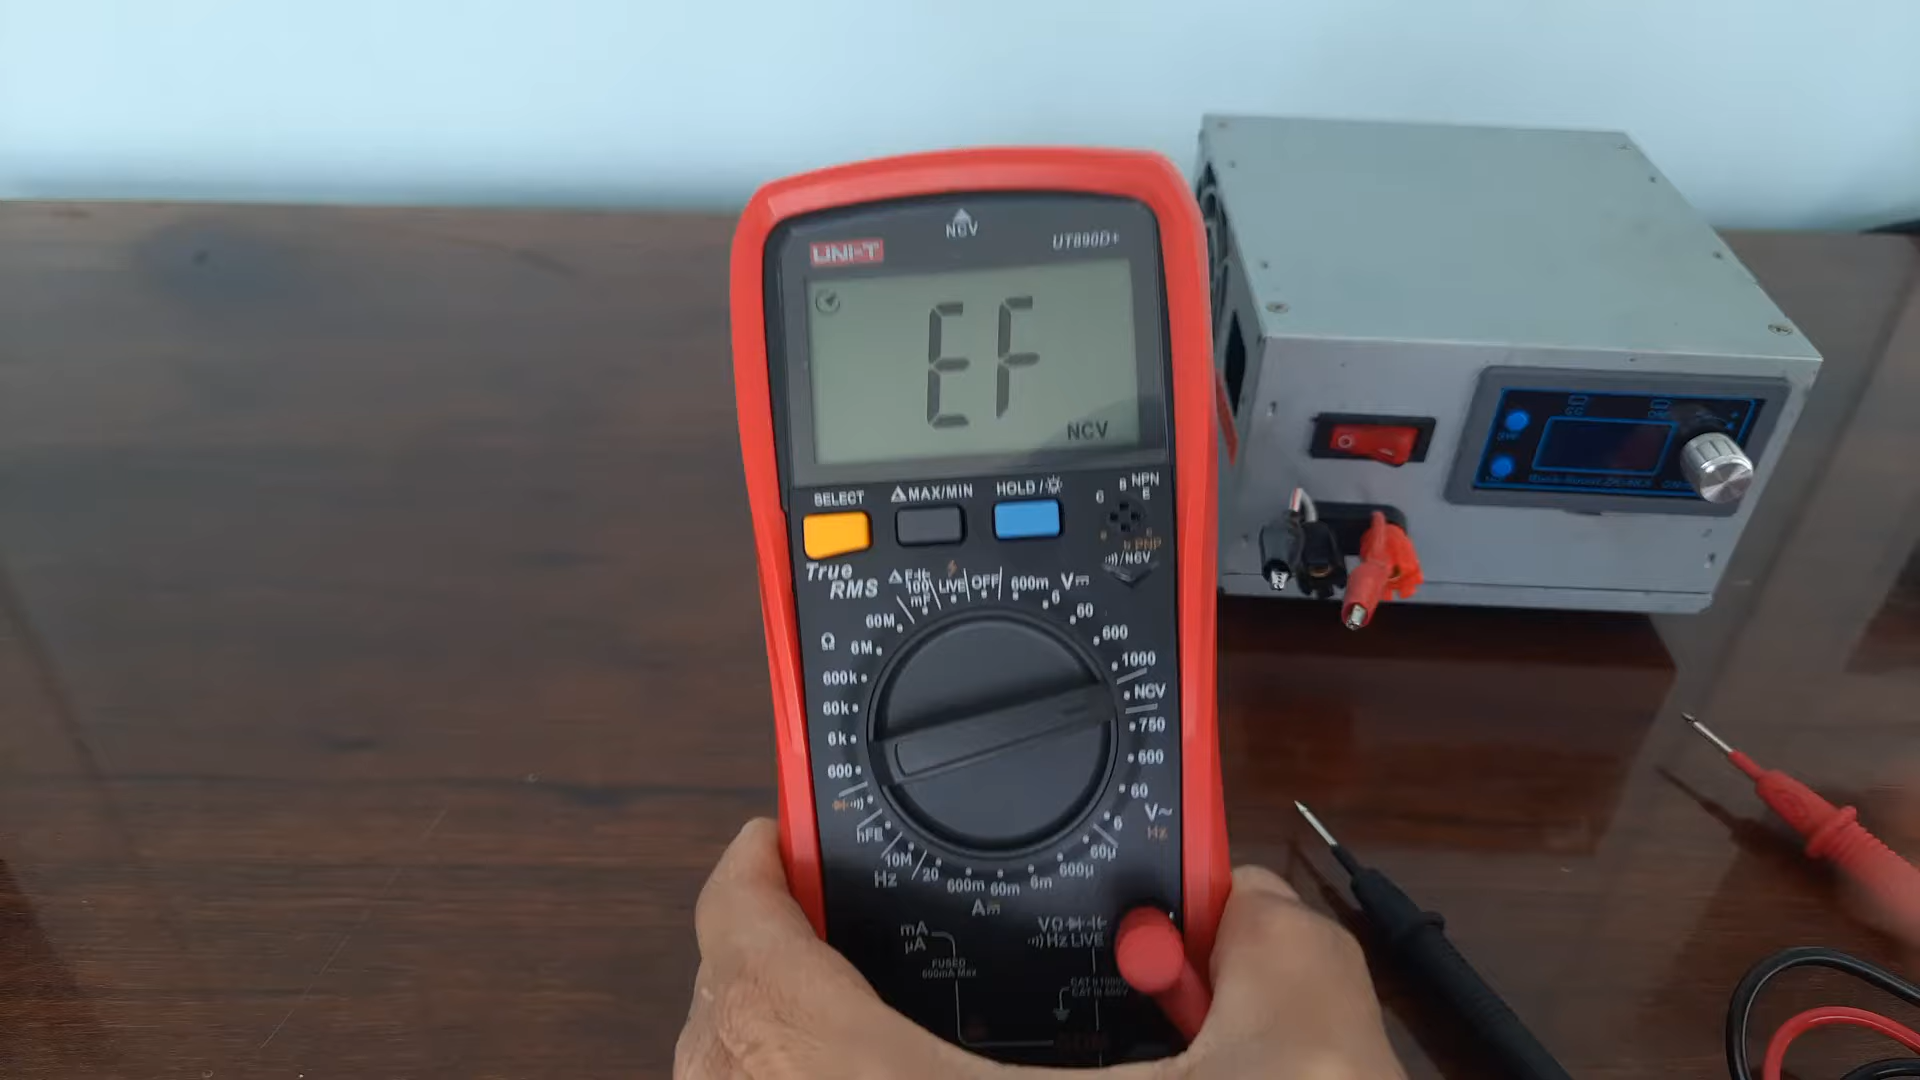 NCV
UNI-T
UT890D+
EF
NCV
SELECT
△MAX/MIN
HOLD /
B NPN
E
PNP
/NCV
True
RMS
100
mF
LIVE
OFF
600m
V
6
60
600
1000
NCV
750
600
60
V~
6
Hz
60µ
600µ
6m
60m
600m
A
20
10M
Hz
hFE
600
6k
60k
600k
6M
Ω
60M
mA
µA
FUSED
600mA Max
VΩ
Hz LIVE